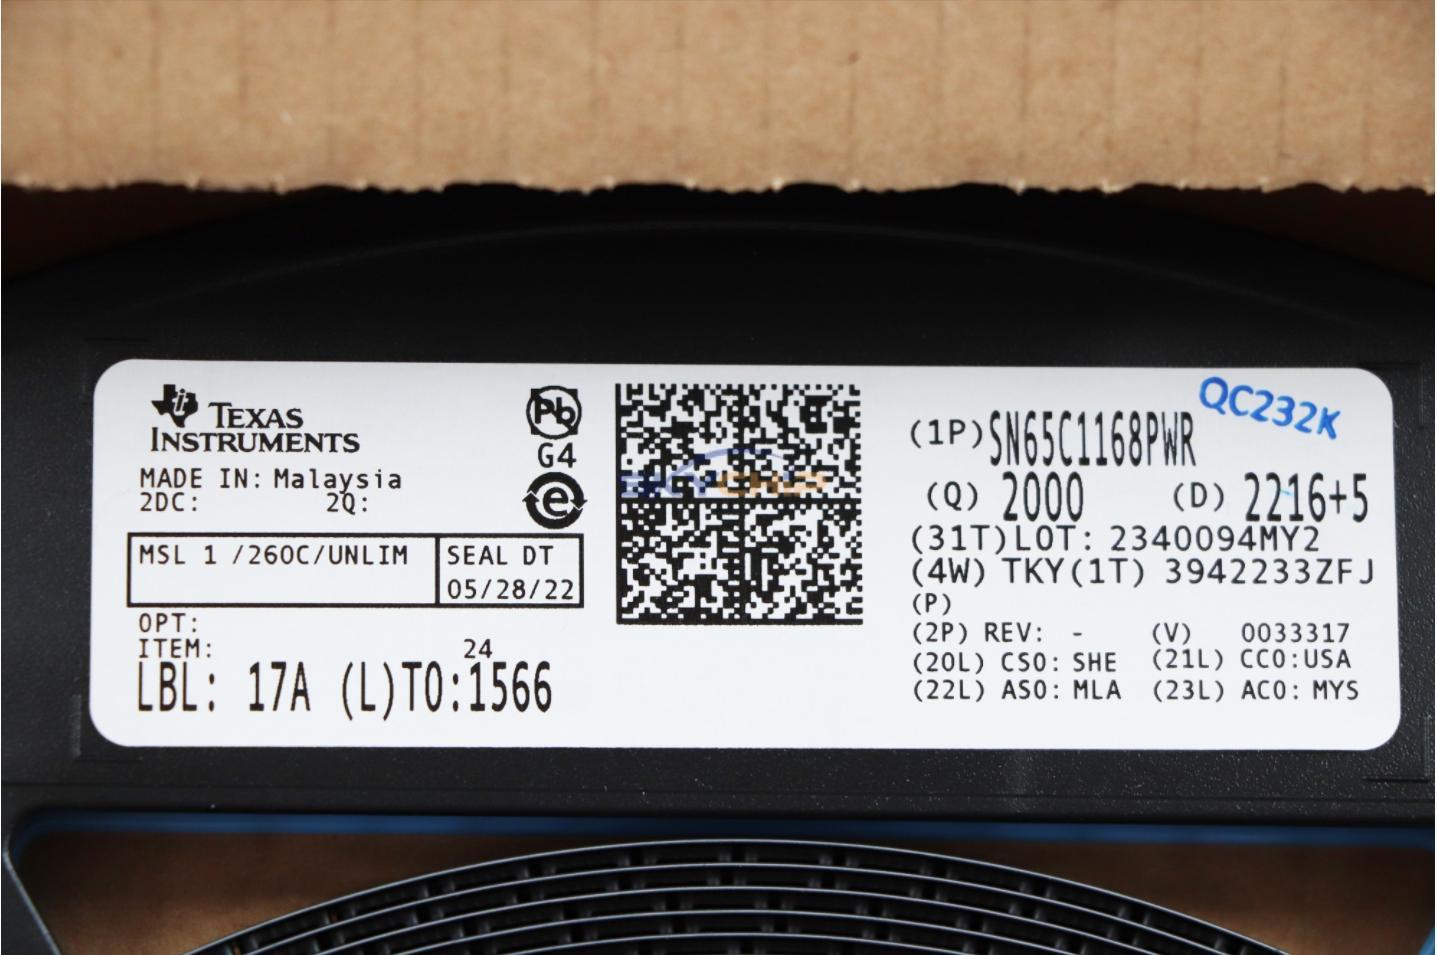 TEXAS
INSTRUMENTS
MADE IN: Malaysia
2DC: 2Q:
Pb
G4
e
MSL 1 /260C/UNLIM
SEAL DT
05/28/22
OPT:
ITEM: 24
LBL: 17A (L)TO:1566
SKYCHIP
QC232K
(1P) SN65C1168PWR
(Q) 2000 (D) 2216+5
(31T)LOT: 2340094MY2
(4W) TKY(1T) 3942233ZFJ
(P)
(2P) REV: - (V) 0033317
(20L) CSO: SHE (21L) CCO:USA
(22L) ASO: MLA (23L) ACO: MYS